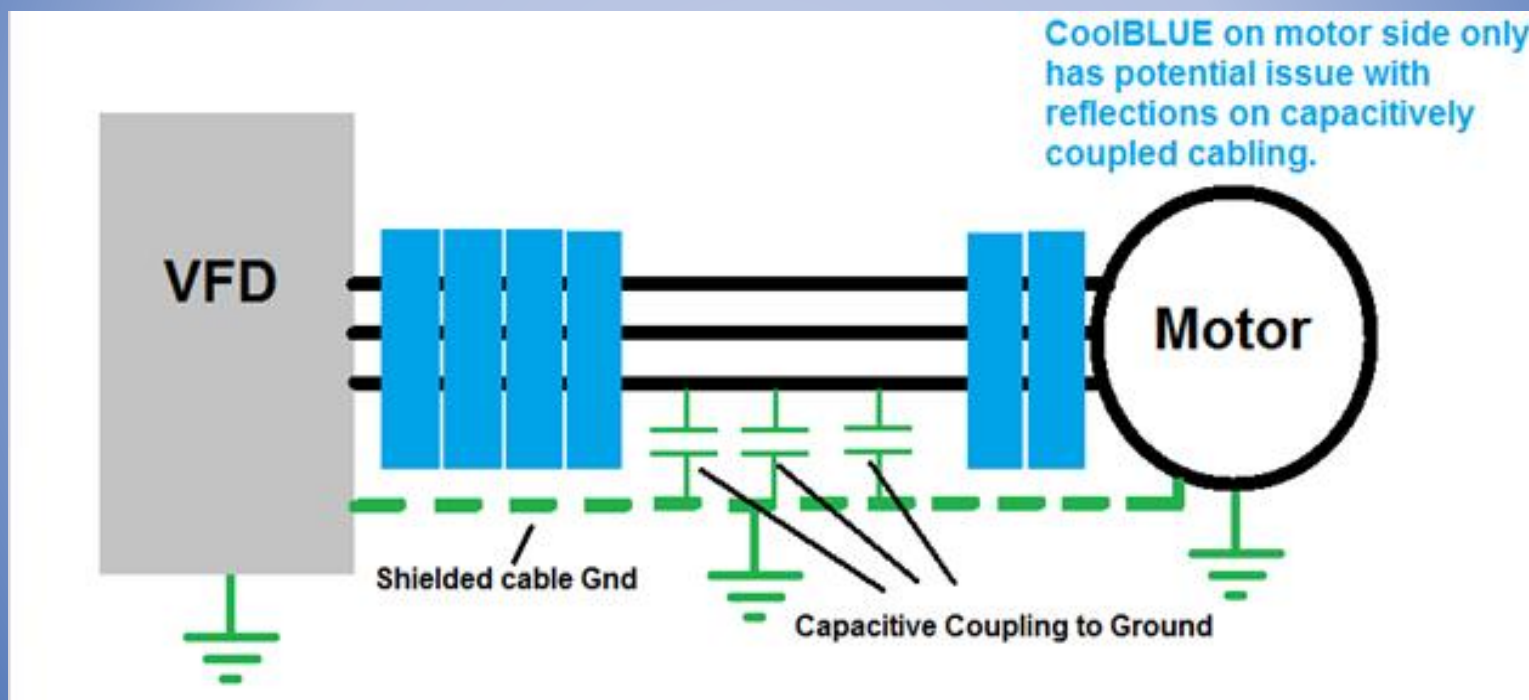 CoolBLUE on motor side only
has potential issue with
reflections on capacitively
coupled cabling.
VFD
Motor
Shielded cable Gnd
Capacitive Coupling to Ground